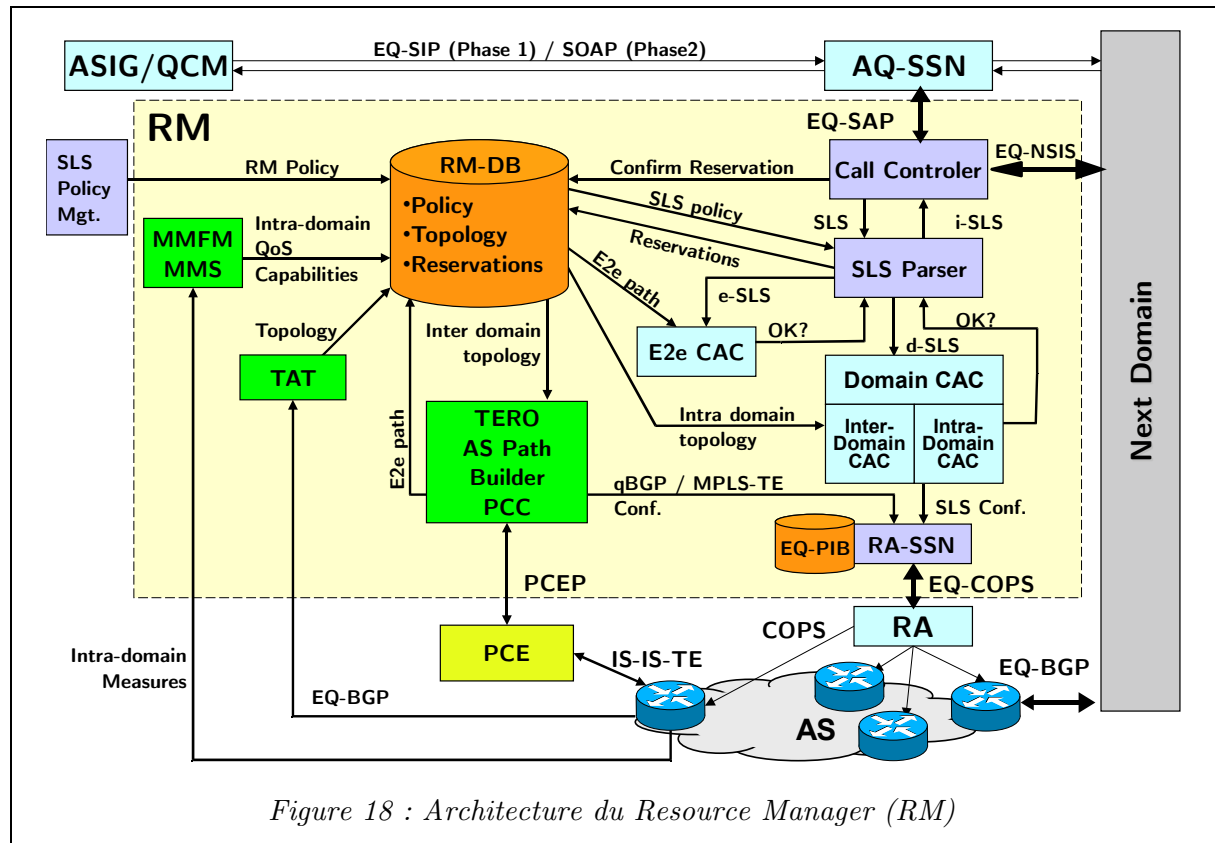 EQ-SIP (Phase 1) / SOAP (Phase2)
ASIG/QCM
AQ-SSN
Next Domain
RM
EQ-SAP
EQ-NSIS
SLS
Policy
Mgt.
RM Policy
RM-DB
•Policy
•Topology
•Reservations
Confirm Reservation
Call Controler
SLS policy
SLS
i-SLS
Reservations
SLS Parser
MMFM
MMS
Intra-domain
QoS
Capabilities
E2e path
e-SLS
OK?
E2e CAC
d-SLS
OK?
Topology
TAT
Inter domain
topology
Domain CAC
Inter-
Domain
CAC
Intra-
Domain
CAC
Intra domain
topology
E2e path
TERO
AS Path
Builder
PCC
qBGP / MPLS-TE
Conf.
SLS Conf.
EQ-PIB
RA-SSN
PCEP
EQ-COPS
RA
COPS
PCE
IS-IS-TE
Intra-domain
Measures
EQ-BGP
EQ-BGP
AS
Figure 18 : Architecture du Resource Manager (RM)